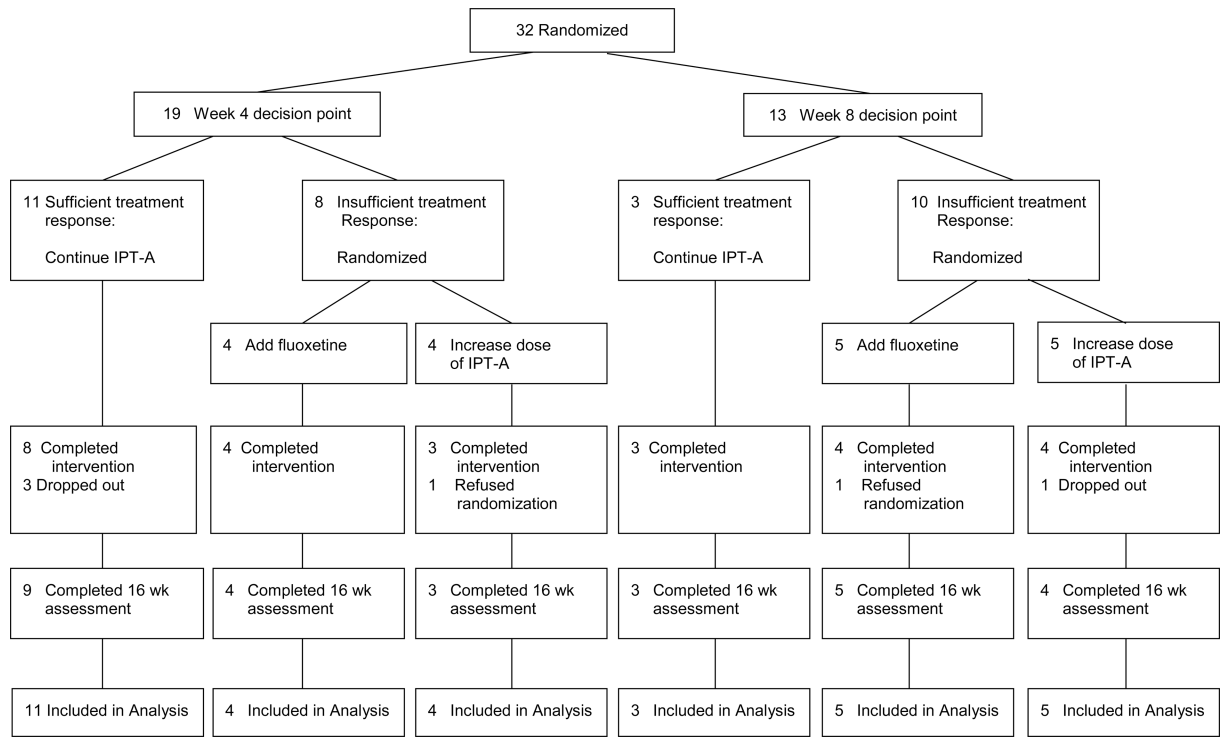 32 Randomized
19 Week 4 decision point
13 Week 8 decision point
11 Sufficient treatment
response:
Continue IPT-A
8 Insufficient treatment
Response:
Randomized
3 Sufficient treatment
response:
Continue IPT-A
10 Insufficient treatment
Response:
Randomized
4 Add fluoxetine
4 Increase dose
of IPT-A
5 Add fluoxetine
5 Increase dose
of IPT-A
8 Completed
intervention
3 Dropped out
4 Completed
intervention
3 Completed
intervention
1 Refused
randomization
3 Completed
intervention
4 Completed
intervention
1 Refused
randomization
4 Completed
intervention
1 Dropped out
9 Completed 16 wk
assessment
4 Completed 16 wk
assessment
3 Completed 16 wk
assessment
3 Completed 16 wk
assessment
5 Completed 16 wk
assessment
4 Completed 16 wk
assessment
11 Included in Analysis
4 Included in Analysis
4 Included in Analysis
3 Included in Analysis
5 Included in Analysis
5 Included in Analysis